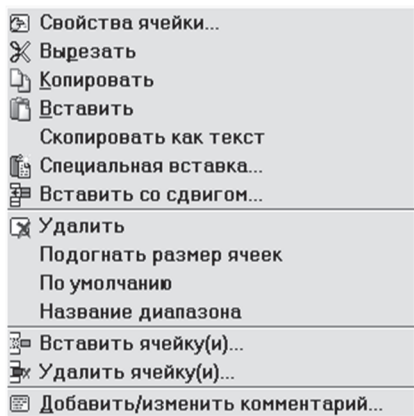 Свойства ячейки...
Вырезать
Копировать
Вставить
Скопировать как текст
Специальная вставка...
Вставить со сдвигом...
Удалить
Подогнать размер ячеек
По умолчанию
Название диапазона
Вставить ячейку(и)...
Удалить ячейку(и)...
Добавить/изменить комментарий...